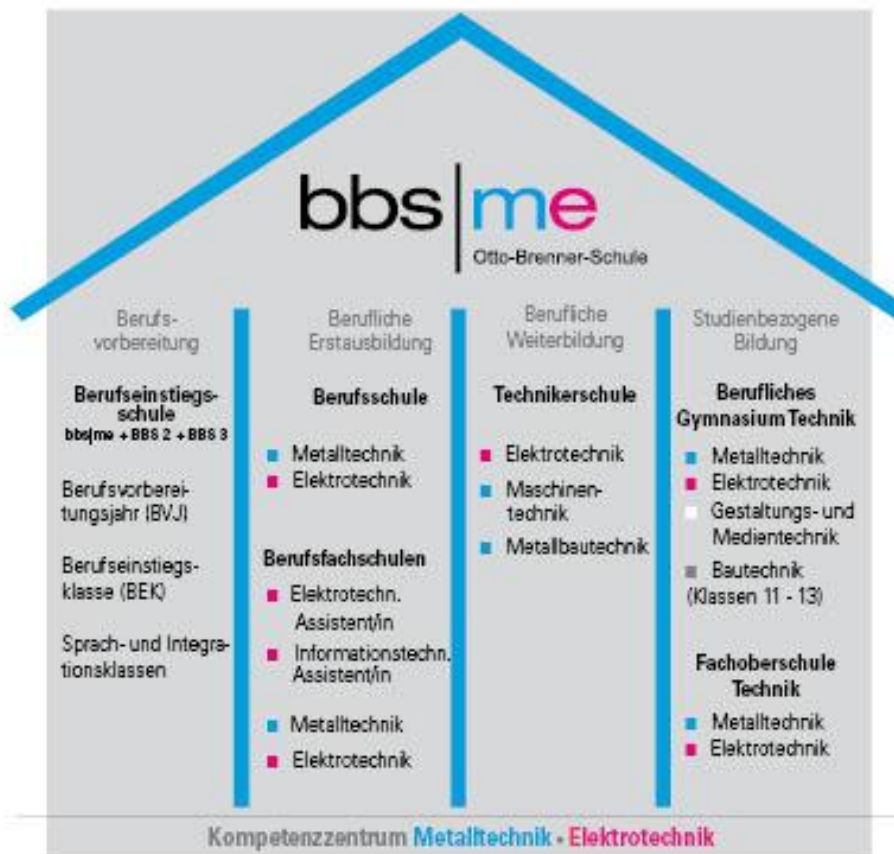 bbs|me
Otto-Brenner-Schule
Berufs-
vorbereitung
Berufseinstiegs-
schule
bbs|me + BBS 2 + BBS 3
Berufsvorberei-
tungsjahr (BVJ)
Berufseinstiegs-
klasse (BEK)
Sprach- und Integra-
tionsklassen
Berufliche
Erstausbildung
Berufsschule
Metalltechnik
Elektrotechnik
Berufsfachschulen
Elektrotechn.
Assistent/in
Informationstechn.
Assistent/in
Metalltechnik
Elektrotechnik
Berufliche
Weiterbildung
Technikerschule
Elektrotechnik
Maschinen-
technik
Metallbautechnik
Studienbezogene
Bildung
Berufliches
Gymnasium Technik
Metalltechnik
Elektrotechnik
Gestaltungs- und
Medientechnik
Bautechnik
(Klassen 11 - 13)
Fachoberschule
Technik
Metalltechnik
Elektrotechnik
Kompetenzzentrum Metalltechnik • Elektrotechnik